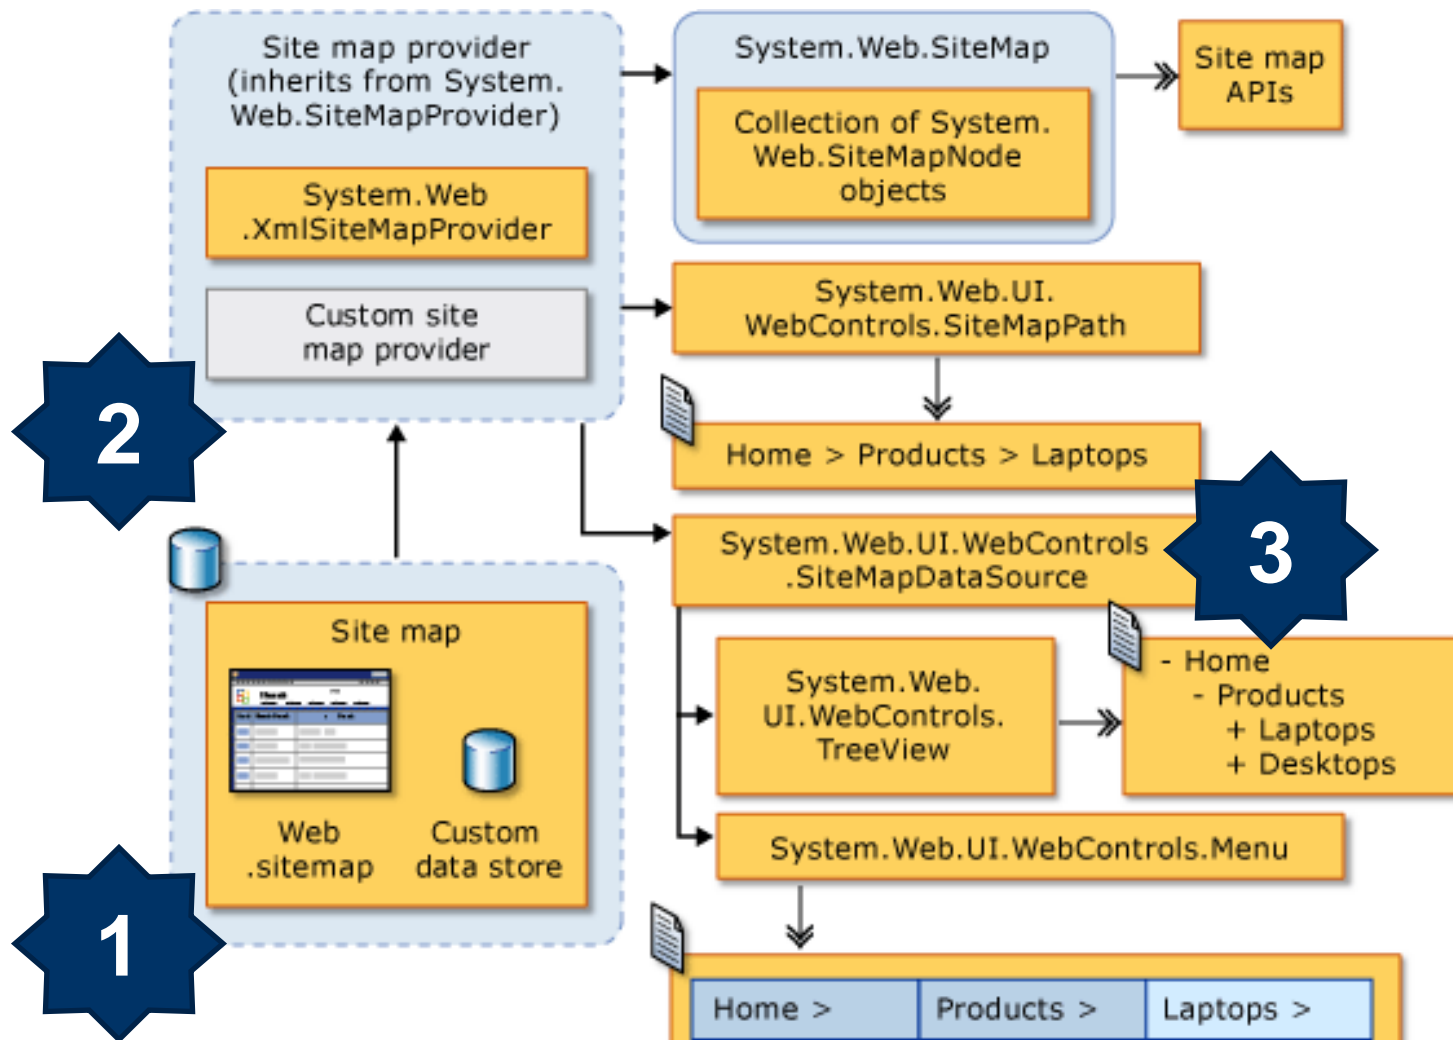 Site map provider
(inherits from System.
Web.SiteMapProvider)
System.Web
.XmlSiteMapProvider
Custom site
map provider
System.Web.SiteMap
Collection of System.
Web.SiteMapNode
objects
Site map
APIs
System.Web.UI.
WebControls.SiteMapPath
Home > Products > Laptops
2
System.Web.UI.WebControls
.SiteMapDataSource
3
Site map
Web
.sitemap
Custom
data store
1
System.Web.
UI.WebControls.
TreeView
- Home
- Products
+ Laptops
+ Desktops
System.Web.UI.WebControls.Menu
Home >
Products >
Laptops >